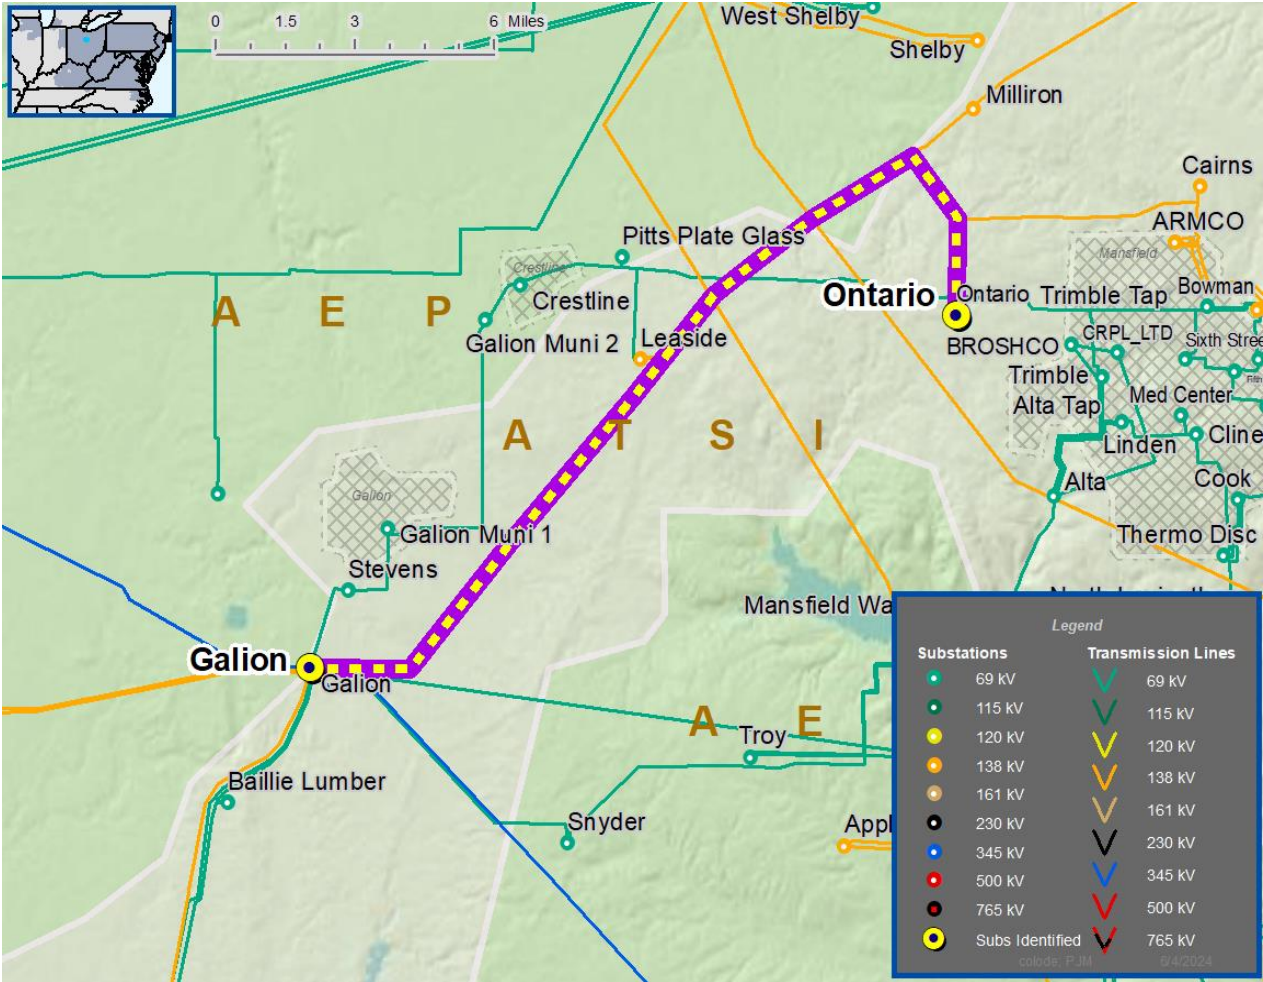 West Shelby
0 1.5 3 6 Miles
Shelby
Milliron
Cairns
ARMCO
Pitts Plate Glass
Mansfield
Crestline
Crestline
Ontario
Ontario
Trimble Tap
Bowman
A E P
Galion Muni 2
Leaside
BROSHCO
CRPL_LTD
Sixth Stree
Trimble
Alta Tap
Med Center
A T S I
Linden
Cline
Alta
Cook
Galion
Galion Muni 1
Thermo Disc
Stevens
Mansfield Wa
Galion
Galion
A E
Troy
Baillie Lumber
Snyder
Appl
Legend
Substations Transmission Lines
69 kV 69 kV
115 kV 115 kV
120 kV 120 kV
138 kV 138 kV
161 kV 161 kV
230 kV 230 kV
345 kV 345 kV
500 kV 500 kV
765 kV 765 kV
Subs Identified
colode, PJM 6/4/2024